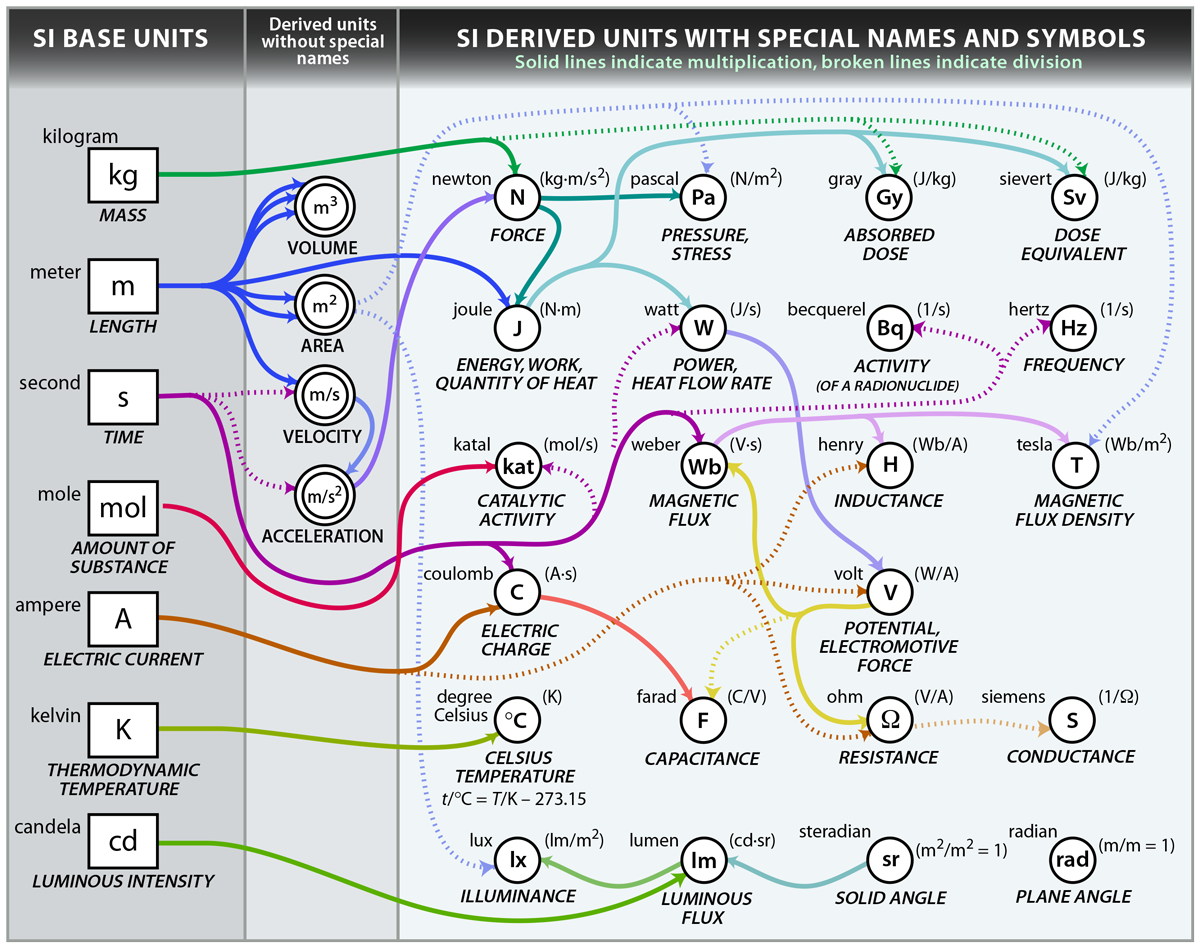 SI BASE UNITS
Derived units
without special
names
SI DERIVED UNITS WITH SPECIAL NAMES AND SYMBOLS
Solid lines indicate multiplication, broken lines indicate division
kilogram
kg
MASS
meter
m
LENGTH
second
s
TIME
mole
mol
AMOUNT OF
SUBSTANCE
ampere
A
ELECTRIC CURRENT
kelvin
K
THERMODYNAMIC
TEMPERATURE
candela
cd
LUMINOUS INTENSITY
m³
VOLUME
m²
AREA
m/s
VELOCITY
m/s²
ACCELERATION
newton
N
(kg·m/s²)
FORCE
pascal
Pa
(N/m²)
PRESSURE,
STRESS
gray
Gy
(J/kg)
ABSORBED
DOSE
sievert
Sv
(J/kg)
DOSE
EQUIVALENT
joule
J
(N·m)
ENERGY, WORK,
QUANTITY OF HEAT
watt
W
(J/s)
POWER,
HEAT FLOW RATE
becquerel
Bq
(1/s)
ACTIVITY
(OF A RADIONUCLIDE)
hertz
Hz
(1/s)
FREQUENCY
katal
kat
(mol/s)
CATALYTIC
ACTIVITY
weber
Wb
(V·s)
MAGNETIC
FLUX
henry
H
(Wb/A)
INDUCTANCE
tesla
T
(Wb/m²)
MAGNETIC
FLUX DENSITY
coulomb
C
(A·s)
ELECTRIC
CHARGE
volt
V
(W/A)
POTENTIAL,
ELECTROMOTIVE
FORCE
degree
Celsius
°C
(K)
CELSIUS
TEMPERATURE
t/°C = T/K – 273.15
farad
F
(C/V)
CAPACITANCE
ohm
Ω
(V/A)
RESISTANCE
siemens
S
(1/Ω)
CONDUCTANCE
lux
lx
(lm/m²)
ILLUMINANCE
lumen
lm
(cd·sr)
LUMINOUS
FLUX
steradian
sr
(m²/m² = 1)
SOLID ANGLE
radian
rad
(m/m = 1)
PLANE ANGLE